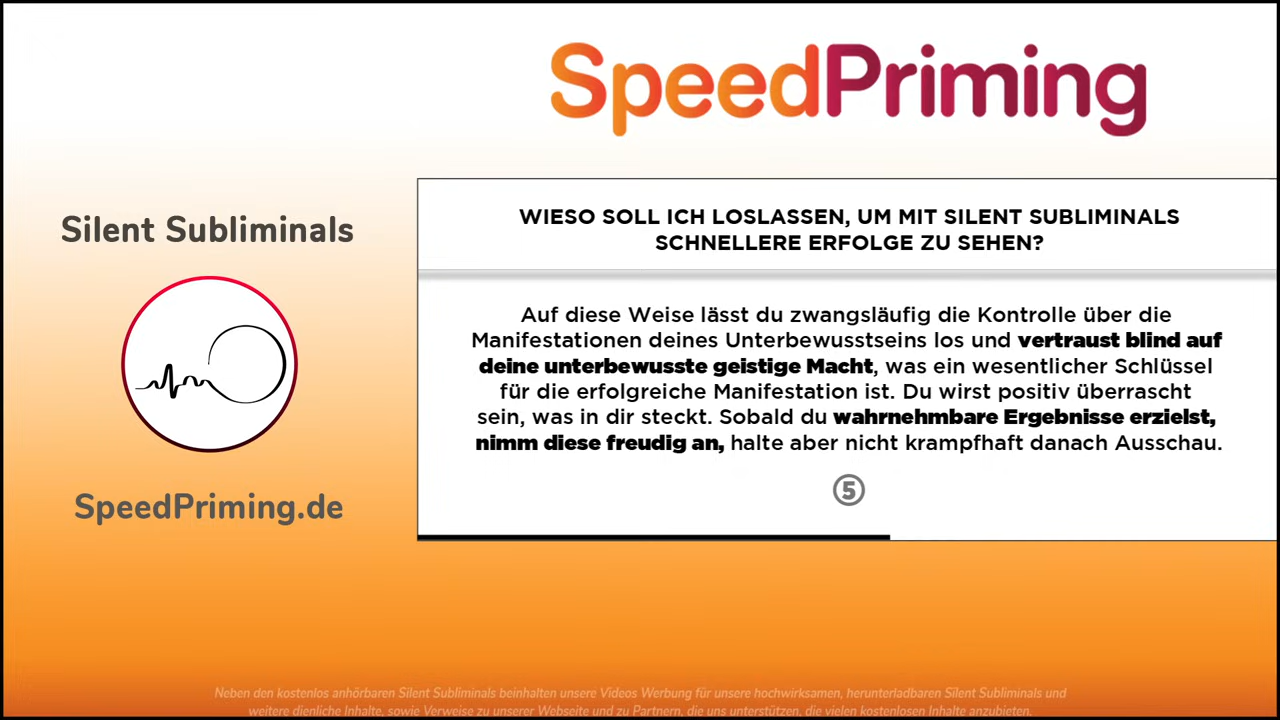 SpeedPriming
Silent Subliminals
SpeedPriming.de
WIESO SOLL ICH LOSLASSEN, UM MIT SILENT SUBLIMINALS
SCHNELLERE ERFOLGE ZU SEHEN?
Auf diese Weise lässt du zwangsläufig die Kontrolle über die
Manifestationen deines Unterbewusstseins los und vertraust blind auf
deine unterbewusste geistige Macht, was ein wesentlicher Schlüssel
für die erfolgreiche Manifestation ist. Du wirst positiv überrascht
sein, was in dir steckt. Sobald du wahrnehmbare Ergebnisse erzielst,
nimm diese freudig an, halte aber nicht krampfhaft danach Ausschau.
5
Neben den kostenlos anhörbaren Silent Subliminals beinhalten unsere Videos Werbung für unsere hochwirksamen, herunterladbaren Silent Subliminals und
weitere dienliche Inhalte, sowie Verweise zu unserer Webseite und zu Partnern, die uns unterstützen, die vielen kostenlosen Inhalte anzubieten.